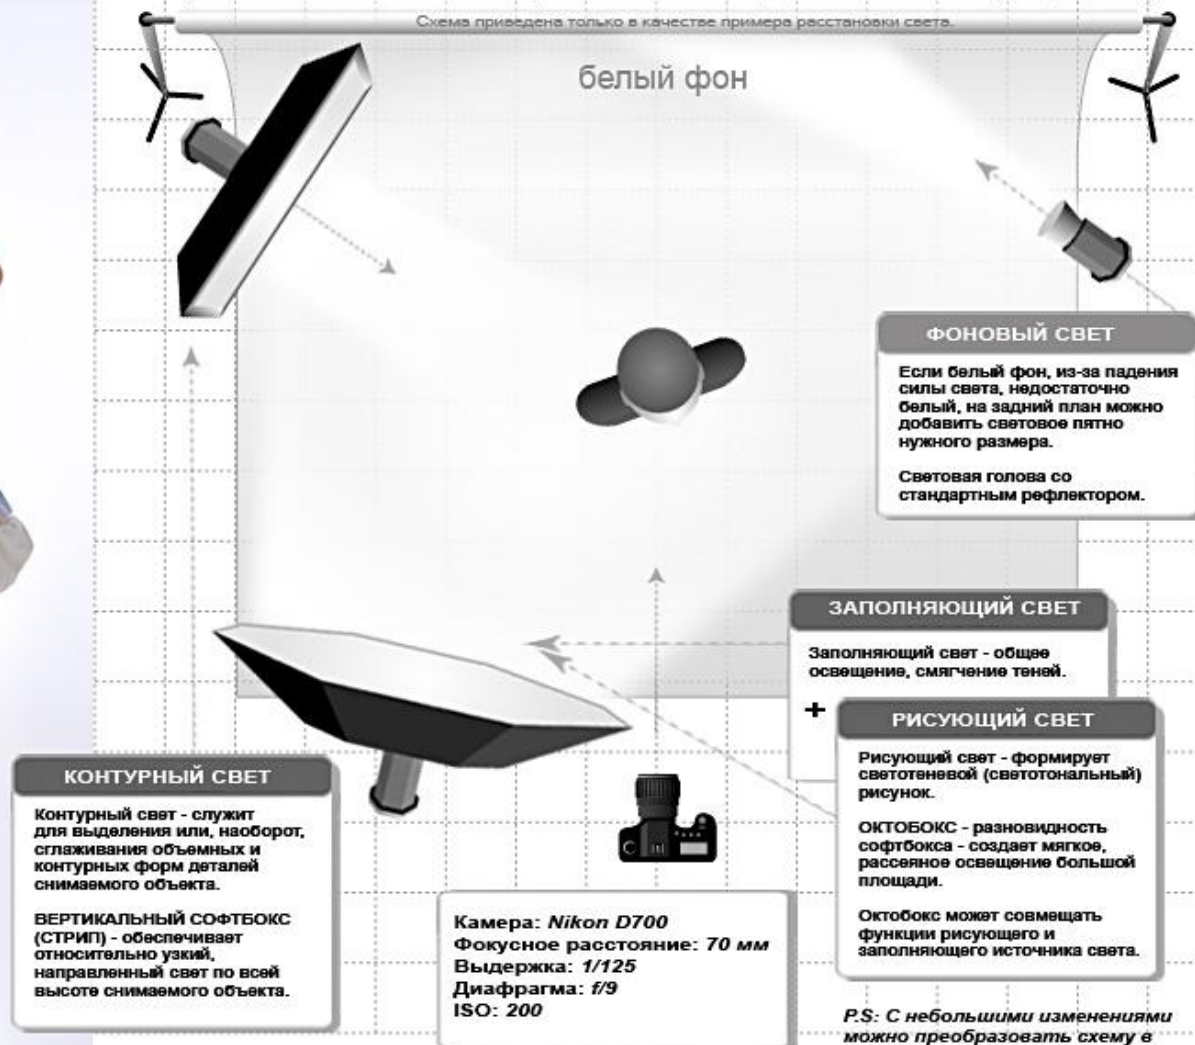 Схема приведена только в качестве примера расстановки света.
белый фон
ФОНОВЫЙ СВЕТ
Если белый фон, из-за падения
силы света, недостаточно
белый, на задний план можно
добавить световое пятно
нужного размера.
Световая голова со
стандартным рефлектором.
ЗАПОЛНЯЮЩИЙ СВЕТ
Заполняющий свет - общее
освещение, смягчение теней.
+
РИСУЮЩИЙ СВЕТ
Рисующий свет - формирует
светотеневой (светотональный)
рисунок.
ОКТОБОКС - разновидность
софтбокса - создает мягкое,
рассеяное освещение большой
площади.
Октобокс может совмещать
функции рисующего и
заполняющего источника света.
КОНТУРНЫЙ СВЕТ
Контурный свет - служит
для выделения или, наоборот,
сглаживания объемных и
контурных форм деталей
снимаемого объекта.
ВЕРТИКАЛЬНЫЙ СОФТБОКС
(СТРИП) - обеспечивает
относительно узкий,
направленный свет по всей
высоте снимаемого объекта.
Камера: Nikon D700
Фокусное расстояние: 70 мм
Выдержка: 1/125
Диафрагма: f/9
ISO: 200
P.S: С небольшими изменениями
можно преобразовать схему в